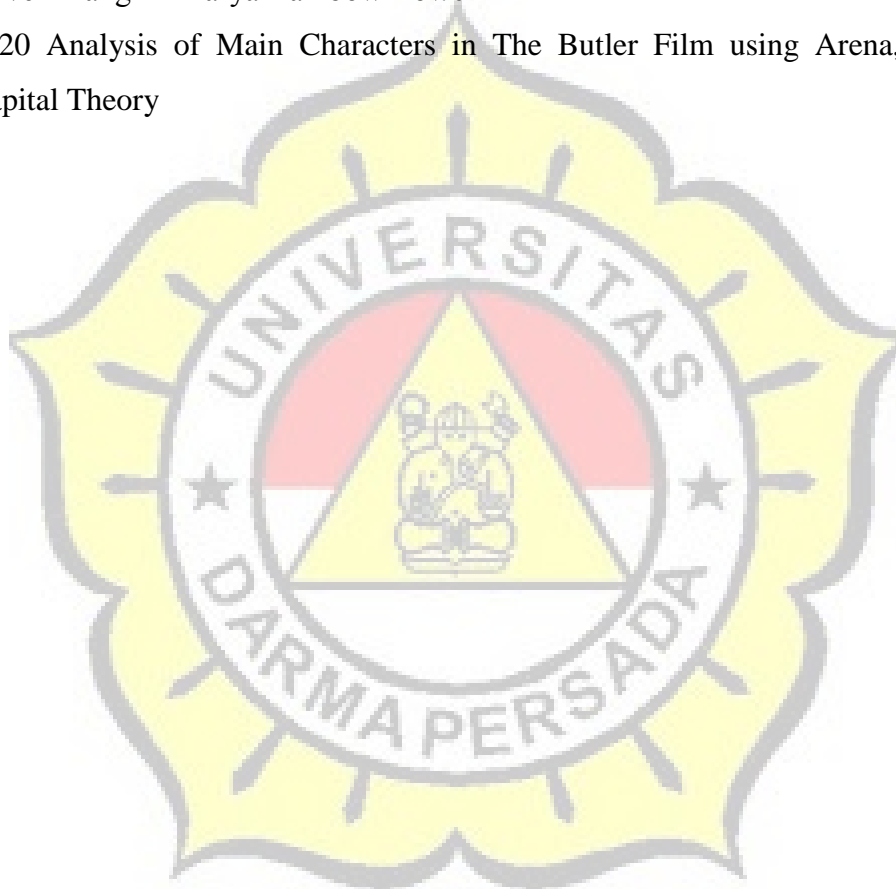 20 Analysis of Main Characters in The Butler Film using Arena,
pital Theory
UNIVERSITAS
DARMA PERSADA